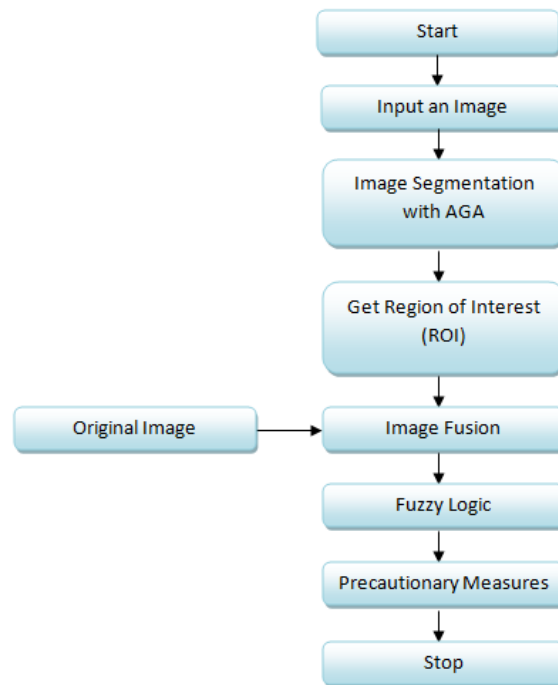 Start
Input an Image
Image Segmentation
with AGA
Get Region of Interest
(ROI)
Original Image
Image Fusion
Fuzzy Logic
Precautionary Measures
Stop